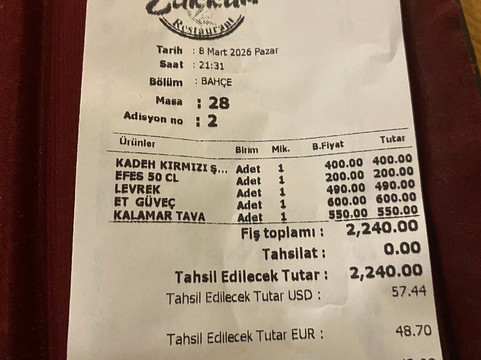 Zakkum
Restaurant
Tarih : 8 Mart 2026 Pazar
Saat : 21:31
Bölüm : BAHÇE
Masa : 28
Adisyon no : 2
Ürünler Birim Mik. B.Fiyat Tutar
KADEH KIRMIZI Ş... Adet 1 400.00 400.00
EFES 50 CL Adet 1 200.00 200.00
LEVREK Adet 1 490.00 490.00
ET GÜVEÇ Adet 1 600.00 600.00
KALAMAR TAVA Adet 1 550.00 550.00
Fiş toplamı : 2,240.00
Tahsilat : 0.00
Tahsil Edilecek Tutar : 2,240.00
Tahsil Edilecek Tutar USD : 57.44
Tahsil Edilecek Tutar EUR : 48.70